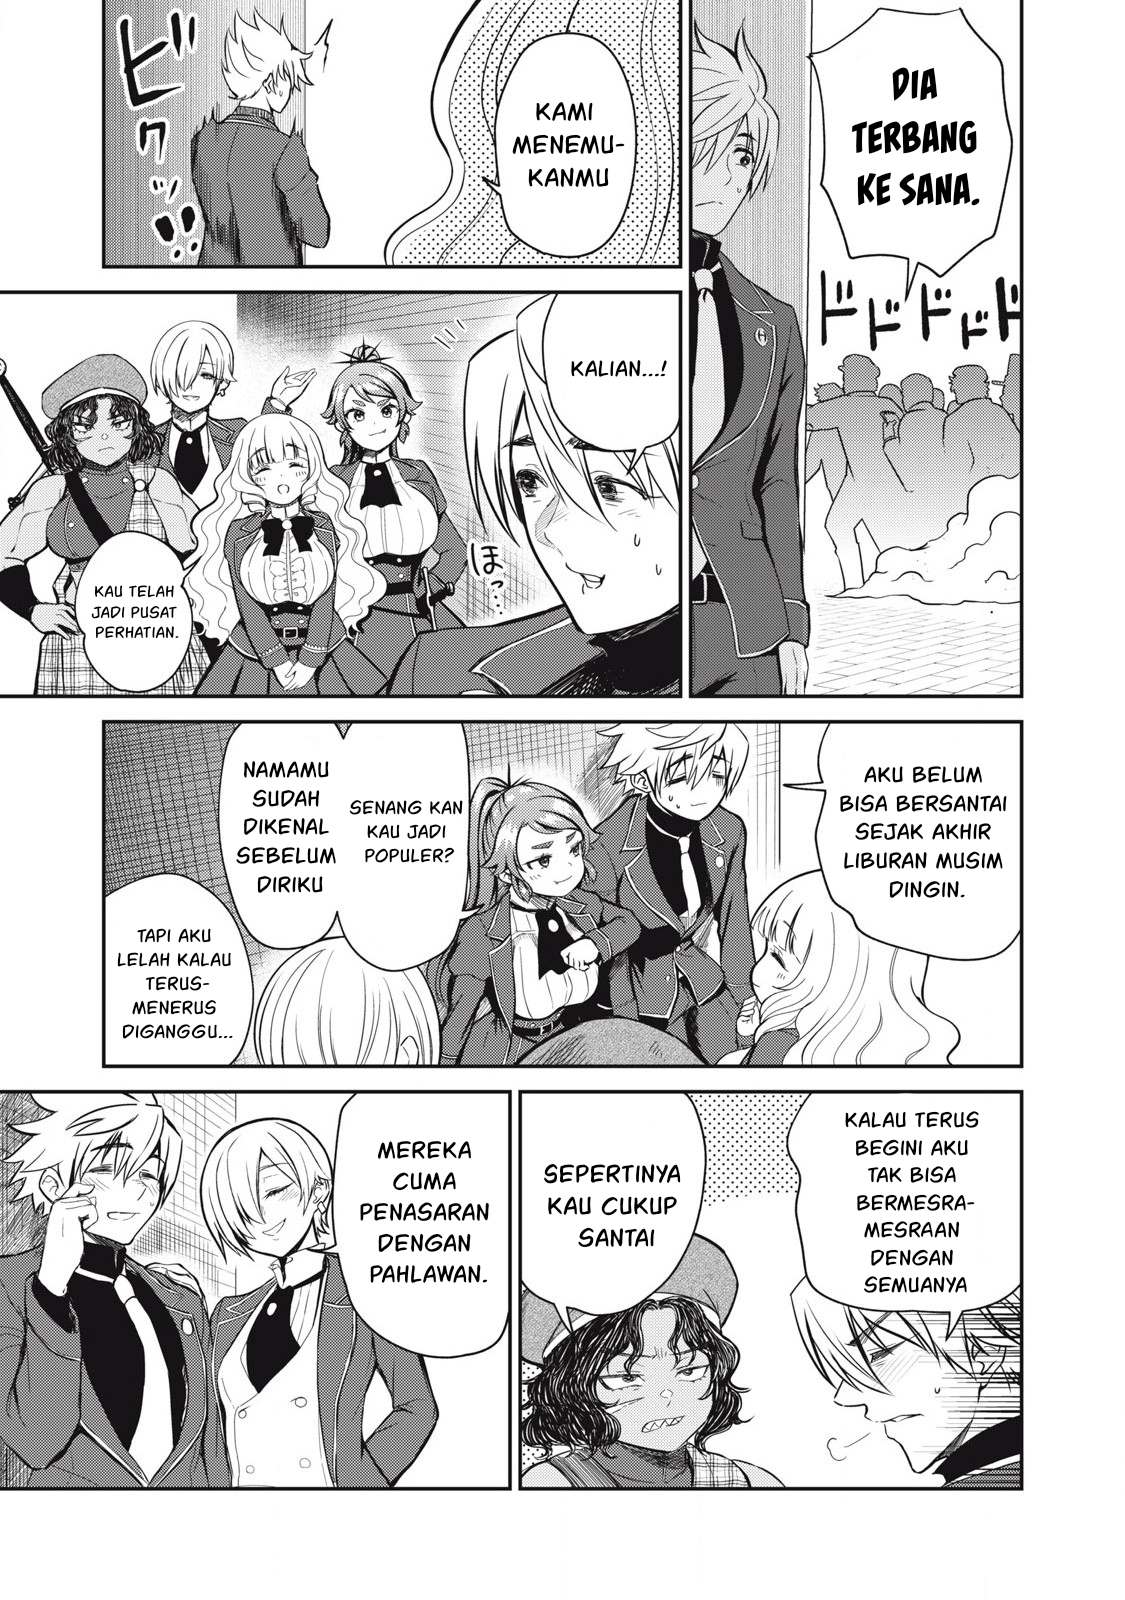 DIA
TERBANG
KE SANA.
ドドドドド
KAMI
MENEMU-
KANMU
ビクッ!!
KALIAN...!
ほっ
KAU TELAH
JADI PUSAT
PERHATIAN.
AKU BELUM
BISA BERSANTAI
SEJAK AKHIR
LIBURAN MUSIM
DINGIN.
SENANG KAN
KAU JADI
POPULER?
NAMAMU
SUDAH
DIKENAL
SEBELUM
DIRIKU
TAPI AKU
LELAH KALAU
TERUS-
MENERUS
DIGANGGU...
KALAU TERUS
BEGINI AKU
TAK BISA
BERMESRA-
MESRAAN
DENGAN
SEMUANYA
SEPERTINYA
KAU CUKUP
SANTAI
MEREKA
CUMA
PENASARAN
DENGAN
PAHLAWAN.